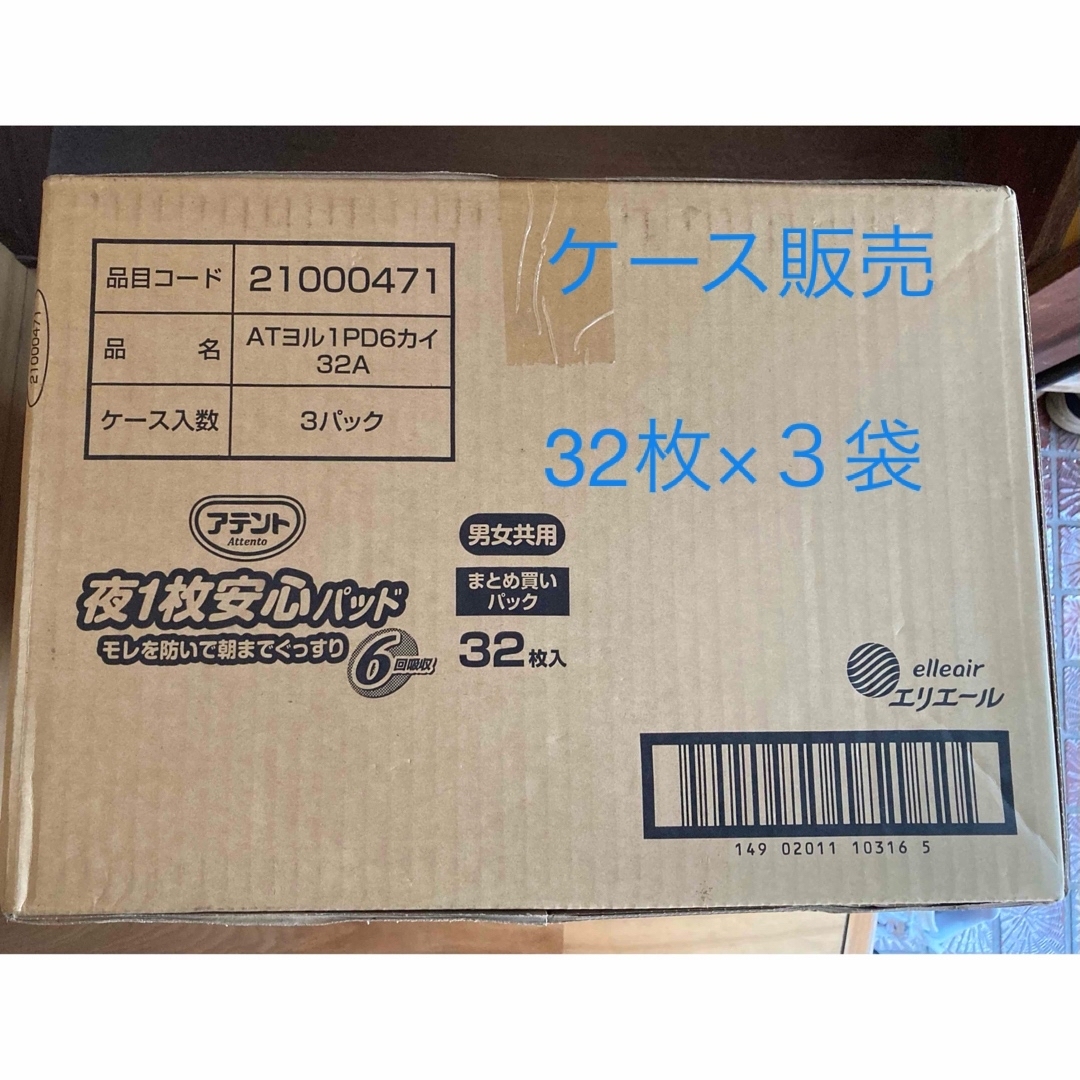 品目コード 21000471
品名 ATヨル1PD6カイ
32A
ケース入数 3パック
21000471
ケース販売
32枚×３袋
アテント
Attento
夜1枚安心パッド
モレを防いで朝までぐっすり
6回吸収!
男女共用
まとめ買い
パック
32枚入
elleair
エリエール
149 02011 10316 5